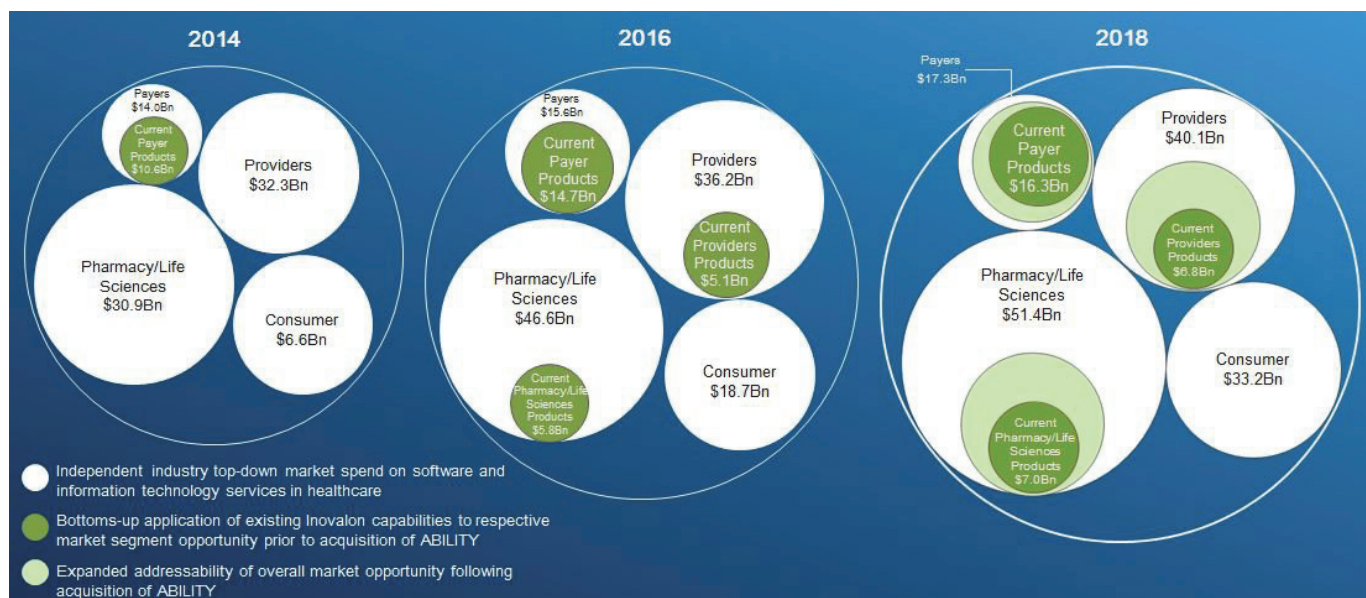 2014
Payers
$14.0Bn
Current
Payer
Products
$10.6Bn
Providers
$32.3Bn
Pharmacy/Life
Sciences
$30.9Bn
Consumer
$6.6Bn
2016
Payers
$15.6Bn
Current
Payer
Products
$14.7Bn
Providers
$36.2Bn
Current
Providers
Products
$5.1Bn
Pharmacy/Life
Sciences
$46.6Bn
Current
Pharmacy/Life
Sciences
Products
$5.8Bn
Consumer
$18.7Bn
2018
Payers
$17.3Bn
Current
Payer
Products
$16.3Bn
Providers
$40.1Bn
Current
Providers
Products
$6.8Bn
Pharmacy/Life
Sciences
$51.4Bn
Current
Pharmacy/Life
Sciences
Products
$7.0Bn
Consumer
$33.2Bn
Independent industry top-down market spend on software and
information technology services in healthcare
Bottoms-up application of existing Inovalon capabilities to respective
market segment opportunity prior to acquisition of ABILITY
Expanded addressability of overall market opportunity following
acquisition of ABILITY